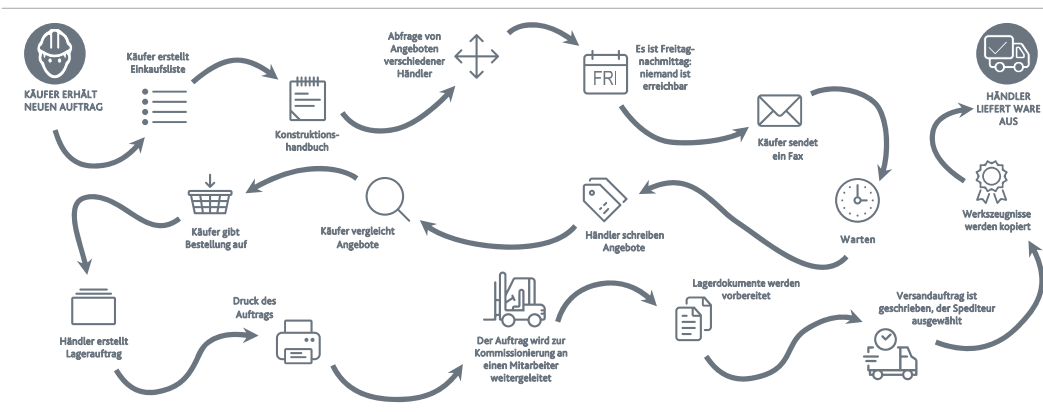 KÄUFER ERHÄLT
NEUEN AUFTRAG
Käufer erstellt
Einkaufsliste
Konstruktions-
handbuch
Abfrage von
Angeboten
verschiedener
Händler
FRI
Es ist Freitag-
nachmittag:
niemand ist
erreichbar
Käufer sendet
ein Fax
Warten
Händler schreiben
Angebote
Käufer vergleicht
Angebote
Käufer gibt
Bestellung auf
Händler erstellt
Lagerauftrag
Druck des
Auftrags
Der Auftrag wird zur
Kommissionierung an
einen Mitarbeiter
weitergeleitet
Lagerdokumente werden
vorbereitet
Versandauftrag ist
geschrieben, der Spediteur
ausgewählt
Werkszeugnisse
werden kopiert
HÄNDLER
LIEFERT WARE
AUS